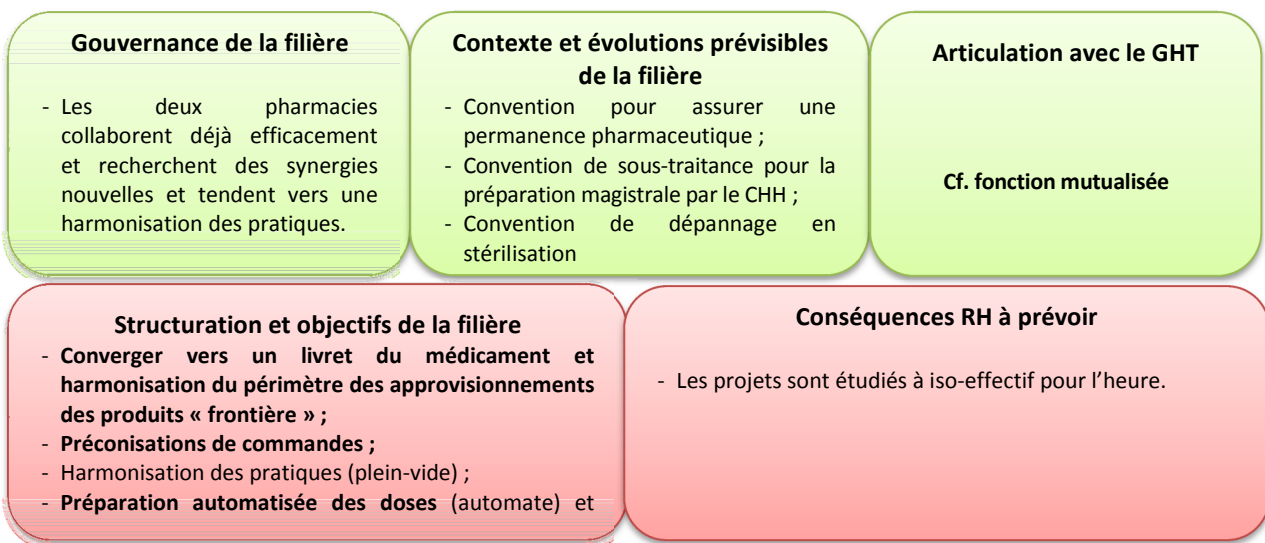 Gouvernance de la filière
- Les deux pharmacies
collaborent déjà efficacement
et recherchent des synergies
nouvelles et tendent vers une
harmonisation des pratiques.
Contexte et évolutions prévisibles
de la filière
- Convention pour assurer une
permanence pharmaceutique ;
- Convention de sous-traitance pour la
préparation magistrale par le CHH ;
- Convention de dépannage en
stérilisation
Articulation avec le GHT
Cf. fonction mutualisée
Structuration et objectifs de la filière
- Converger vers un livret du médicament et
harmonisation du périmètre des approvisionnements
des produits « frontière » ;
- Préconisations de commandes ;
- Harmonisation des pratiques (plein-vide) ;
- Préparation automatisée des doses (automate) et
Conséquences RH à prévoir
- Les projets sont étudiés à iso-effectif pour l’heure.